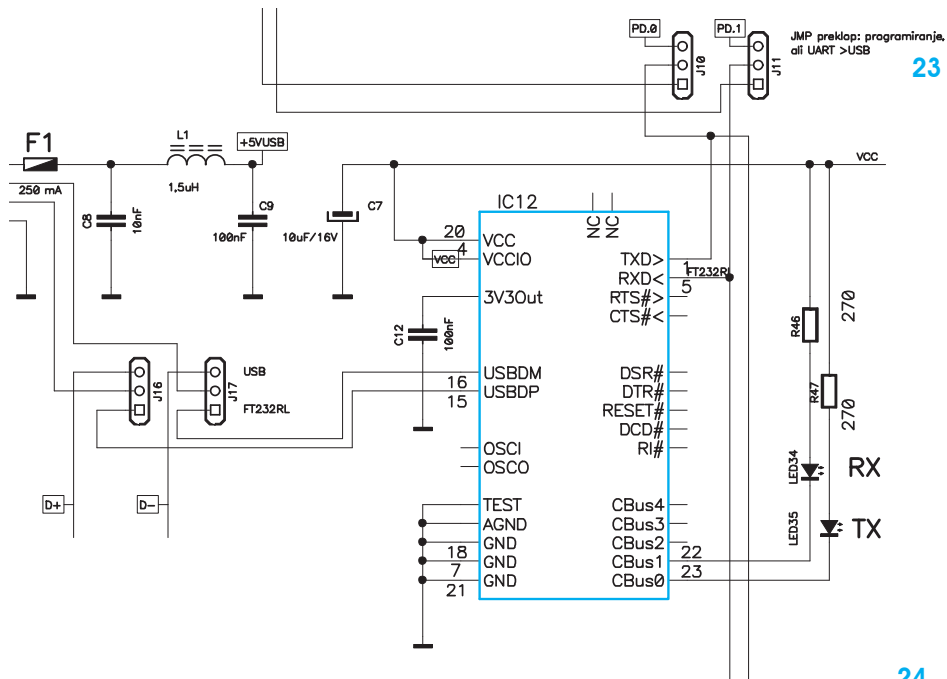 PD.0
PD.1
JMP preklop: programiranje,
ali UART >USB
J10
J11
23
F1
L1
+5VUSB
VCC
250 mA
1,5uH
C8
10nF
C9
100nF
C7
10uF/16V
IC12
NC
NC
20
VCC
4
VCC
VCCIO
TXD>
1
FT232RL
RXD<
5
3V3Out
RTS#>
CTS#<
C12
100nF
R46
270
J16
USB
J17
FT232RL
USBDM
16
USBDP
15
DSR#
DTR#
RESET#
DCD#
RI#
R47
270
OSCI
OSCO
LED34
RX
D+
D-
TEST
AGND
GND
18
GND
7
GND
21
CBus4
CBus3
CBus2
CBus1
22
CBus0
23
LED35
TX
24